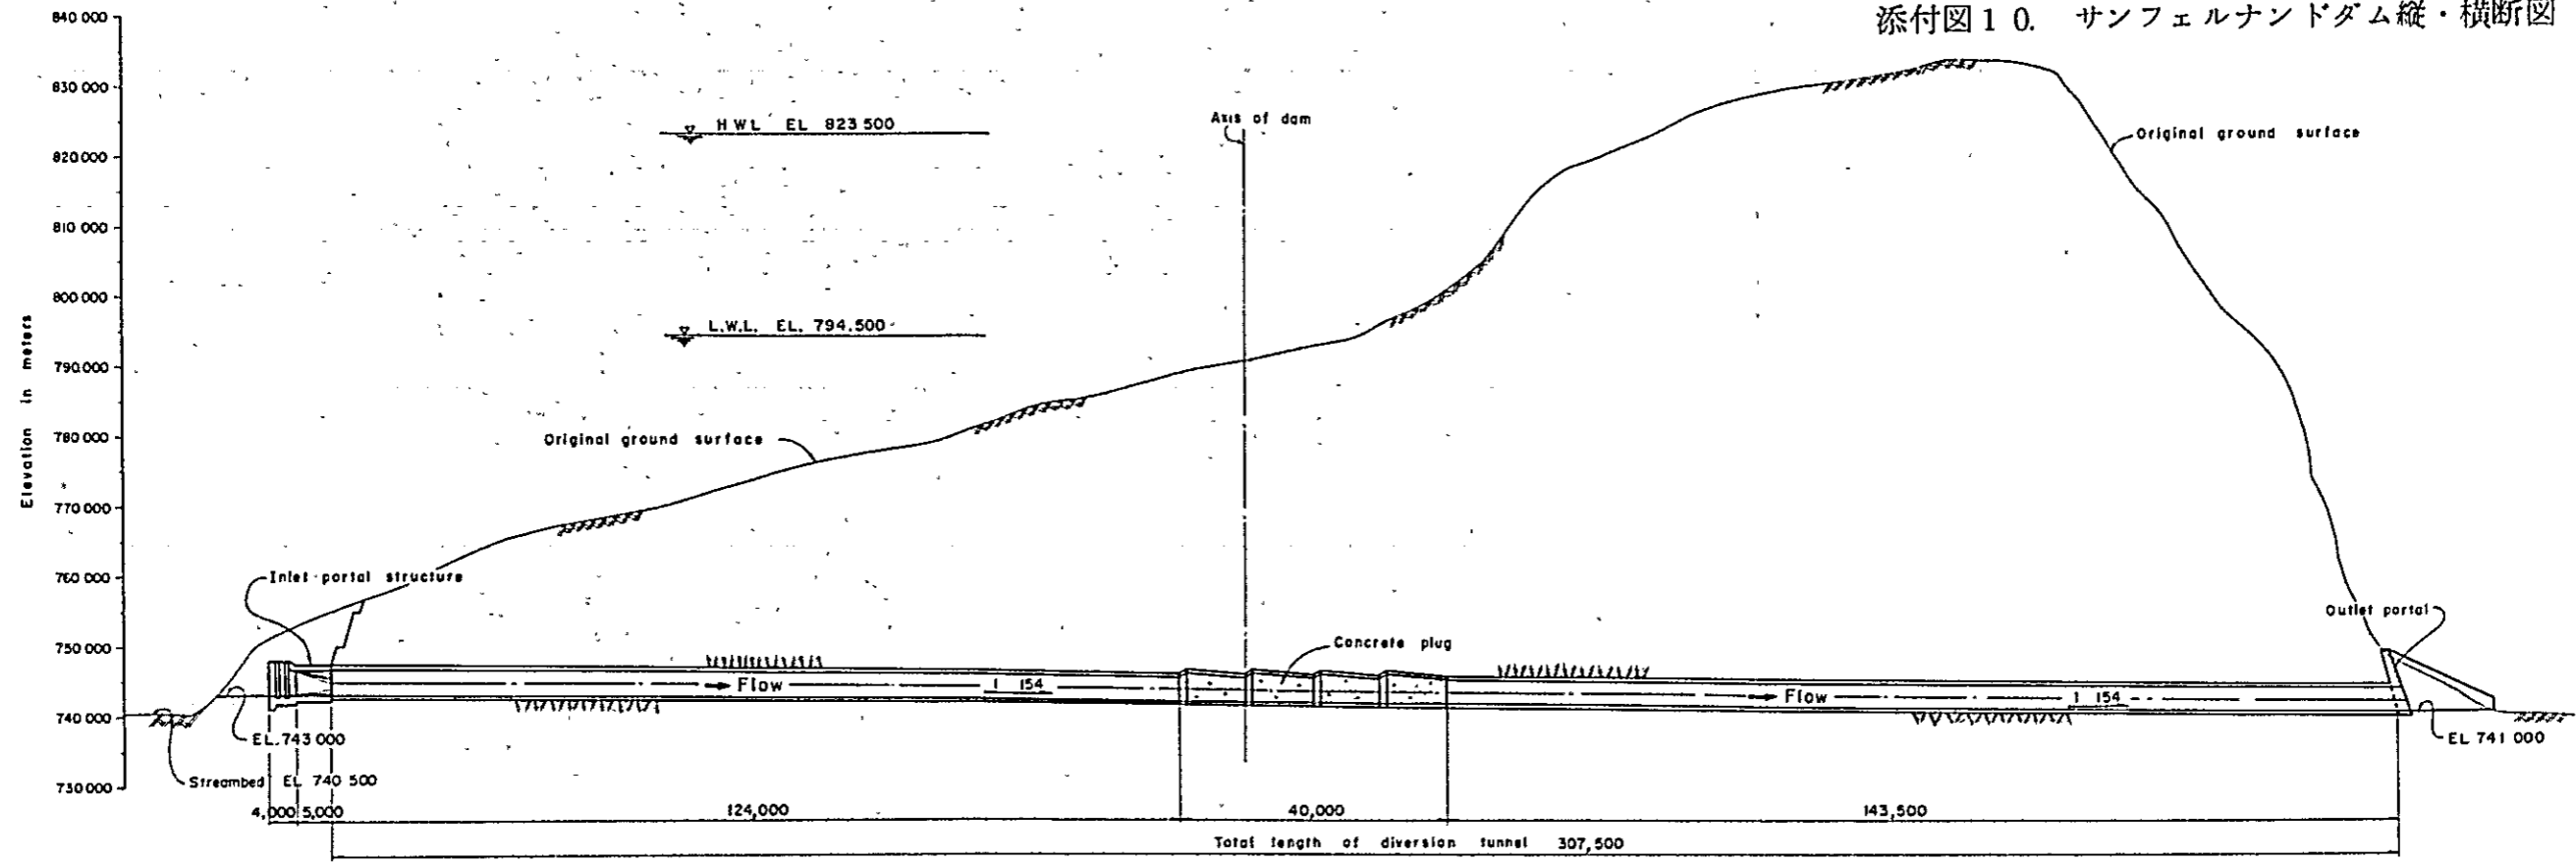 添付図10. サンフェルナンドダム縦・横断図
840 000
830 000
820 000
810 000
800 000
790 000
780 000
770 000
760 000
750 000
740 000
730 000
Elevation in meters
H W L EL 823 500
L.W.L. EL. 794.500
Axis of dam
Original ground surface
Original ground surface
Inlet portal structure
Concrete plug
Outlet portal
Flow
1 154
Flow
1 154
EL. 743 000
EL 741 000
Streambed EL 740 500
4,000 5,000
124,000
40,000
143,500
Total length of diversion tunnel 307,500